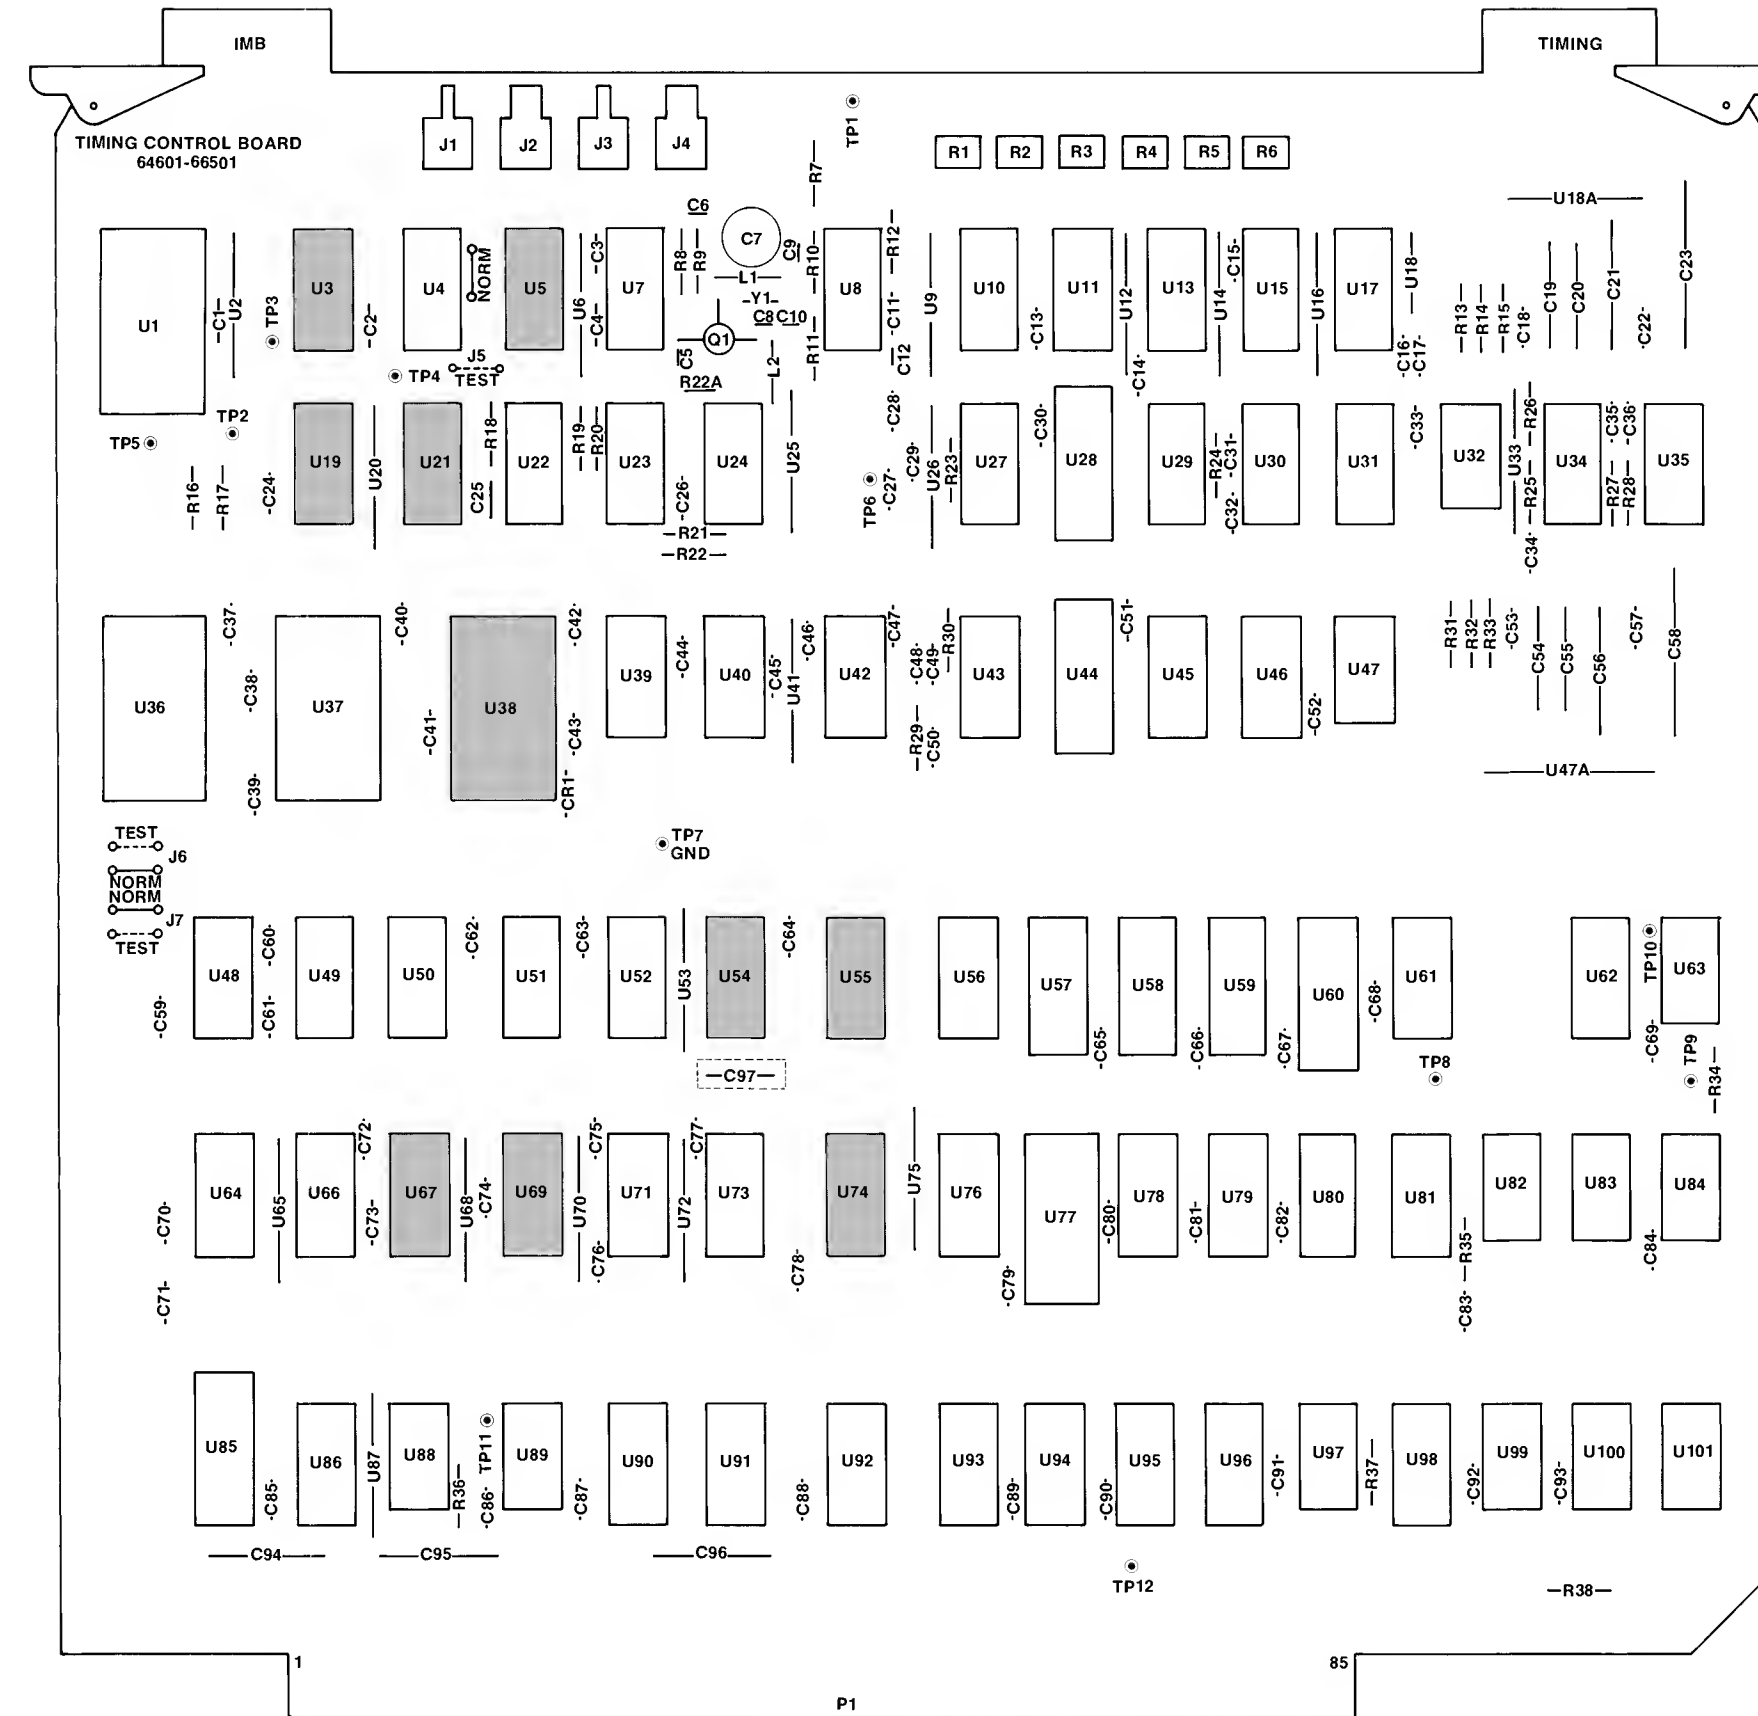 IMB
TIMING
TIMING CONTROL BOARD
64601-66501
J1 J2 J3 J4
TP1
R1 R2 R3 R4 R5 R6
R7
U18A
C6
C7
C9
R8 R9
R10
R12
L1
Y1
C8 C10
Q1
C5
R22A
L2
R11
U1
C1
U2
TP3
U3
C2
U4
NORM
U5
U6
C3
C4
U7
U8
C11
C12
U9
U10
C13
U11
U12
C14
U13
U14
C15
U15
U16
U17
U18
C16
C17
R13
R14
R15
C18
C19
C20
C21
C22
C23
J5
TEST
TP4
TP2
TP5
R16
R17
C24
U19
U20
U21
R18
C25
U22
R19
R20
U23
C26
U24
R21
R22
U25
TP6
C27
C28
C29
U26
R23
U27
C30
U28
U29
R24
C31
C32
U30
U31
C33
U32
U33
R25
R26
C34
U34
C35
C36
R27
R28
U35
U36
C37
C38
C39
U37
C40
C41
U38
C42
C43
CR1
U39
C44
U40
C45
U41
C46
U42
C47
C48
C49
R30
R29
C50
U43
U44
C51
U45
U46
C52
U47
R31
R32
R33
C53
C54
C55
C56
C57
C58
U47A
TEST
J6
NORM
NORM
J7
TEST
TP7
GND
C59
U48
C60
C61
U49
U50
C62
U51
C63
U52
U53
U54
C64
U55
U56
U57
C65
U58
C66
U59
C67
U60
C68
U61
U62
TP10
U63
C69
TP9
TP8
R34
C97
C70
C71
U64
U65
U66
C72
C73
U67
U68
C74
U69
U70
C75
C76
U71
U72
C77
U73
C78
U74
U75
U76
C79
U77
C80
U78
C81
U79
C82
U80
U81
R35
C83
U82
U83
C84
U84
U85
C85
U86
U87
U88
R36
TP11
C86
U89
C87
U90
U91
C88
U92
U93
C89
U94
C90
U95
U96
C91
U97
R37
U98
C92
U99
C93
U100
U101
C94
C95
C96
TP12
R38
1
85
P1